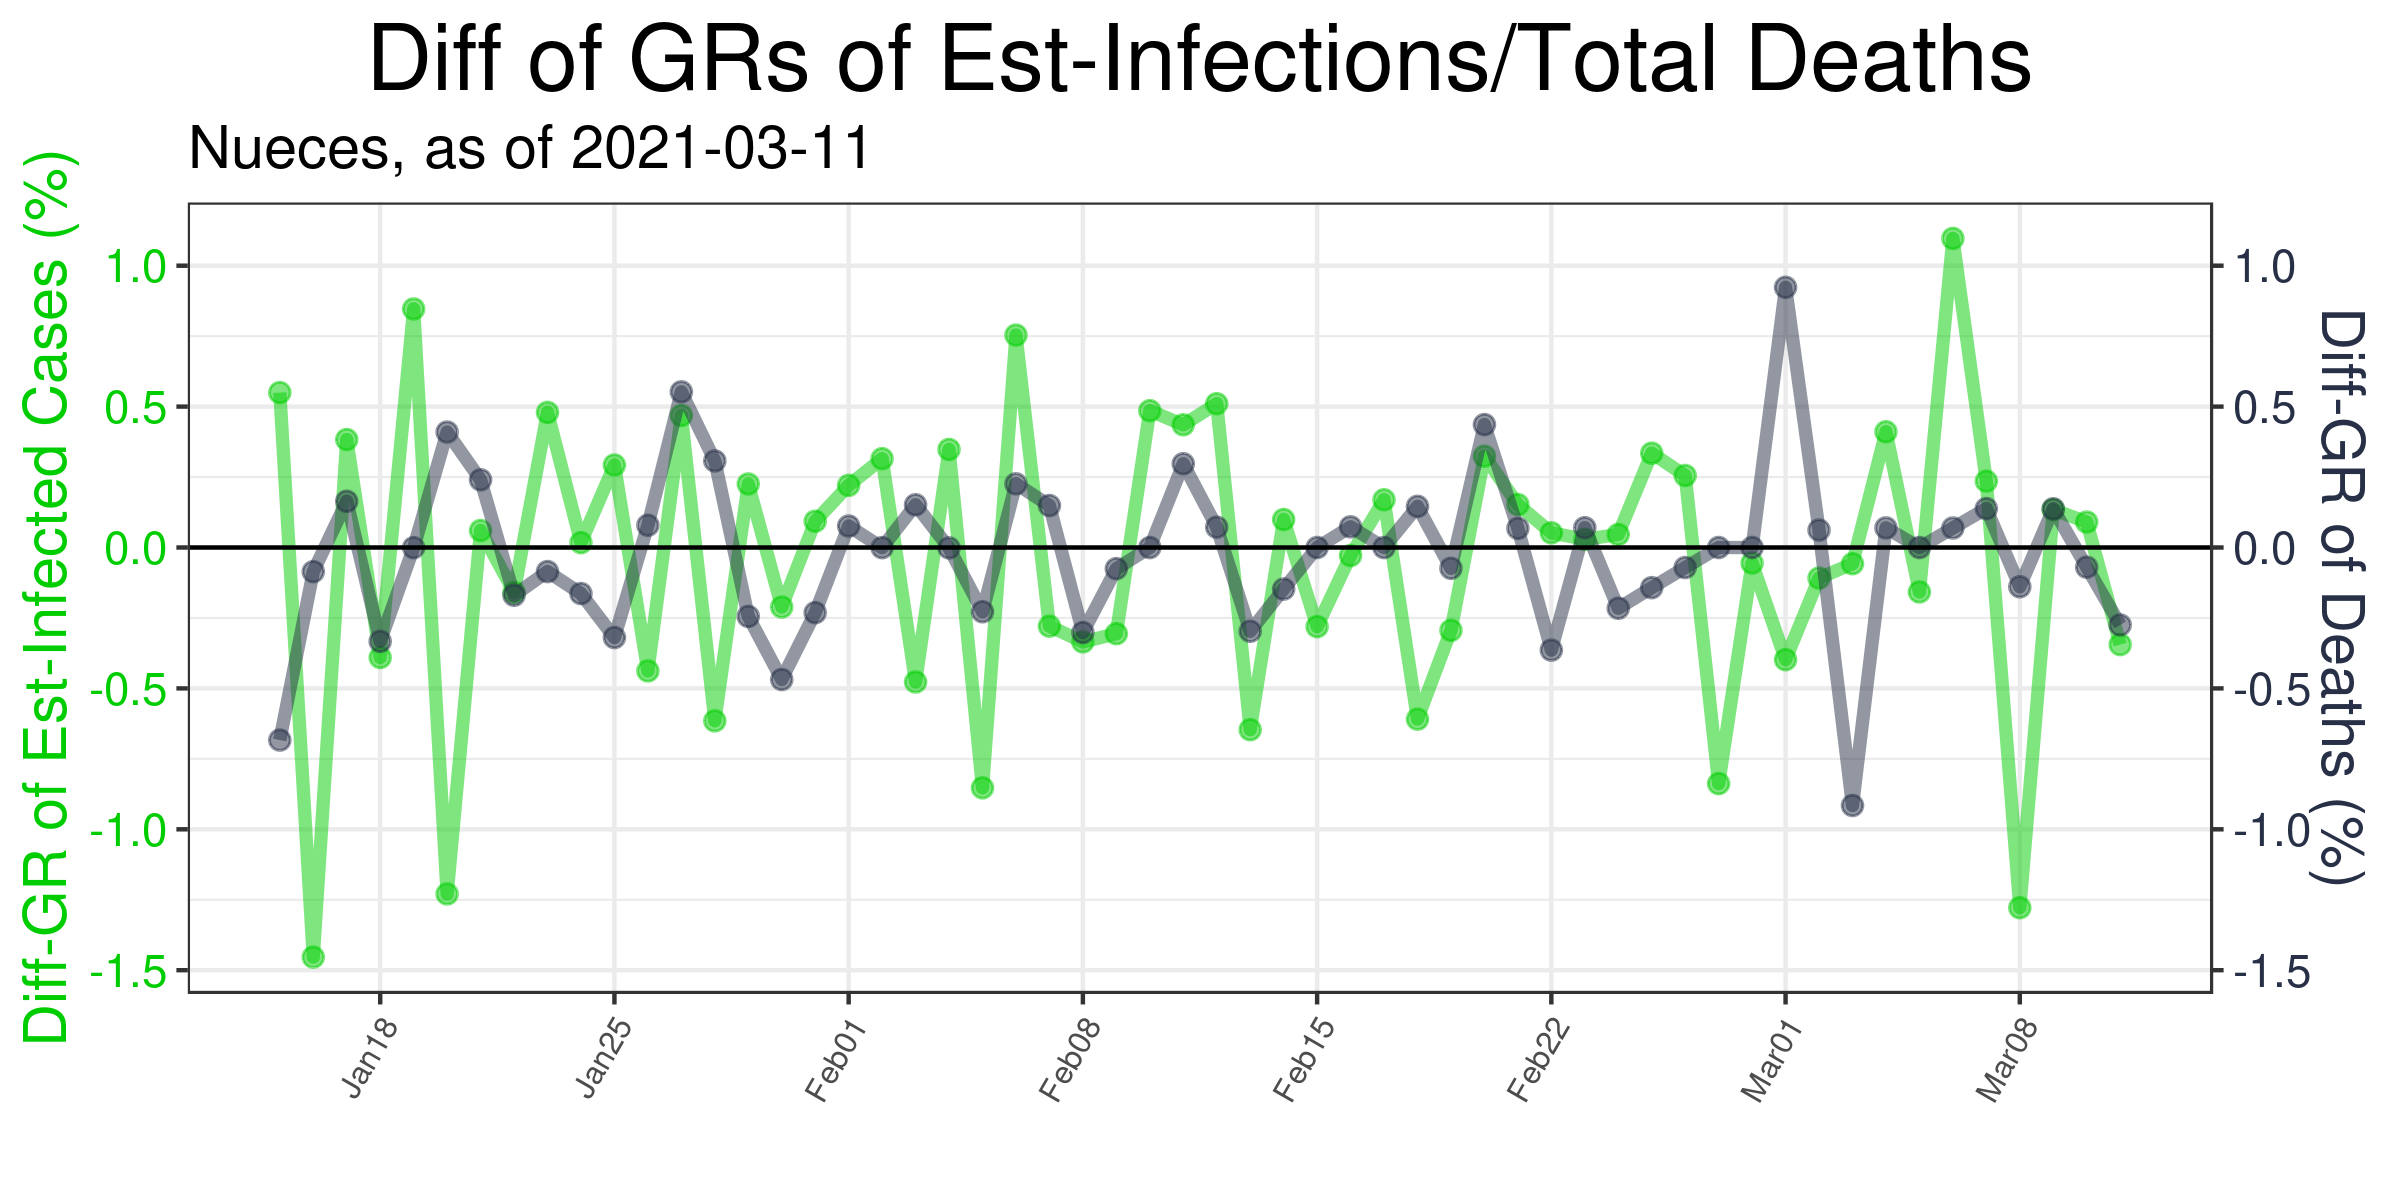 Diff of GRs of Est-Infections/Total Deaths
Nueces, as of 2021-03-11
Diff-GR of Est-Infected Cases (%)
1.0
0.5
0.0
-0.5
-1.0
-1.5
1.0
0.5
0.0
-0.5
-1.0
-1.5
Diff-GR of Deaths (%)
Jan18
Jan25
Feb01
Feb08
Feb15
Feb22
Mar01
Mar08